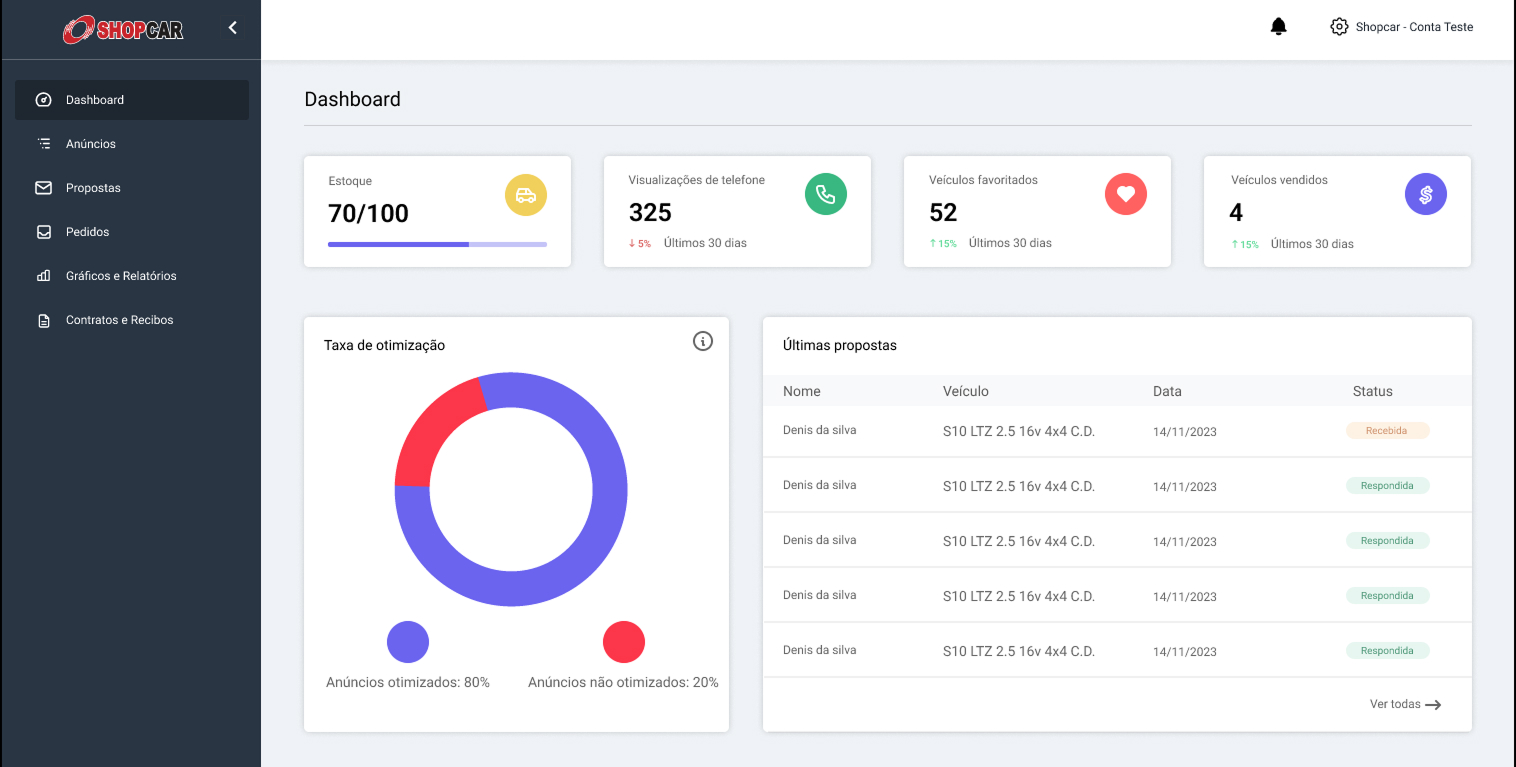 SHOPCAR
Shopcar - Conta Teste
Dashboard
Anúncios
Propostas
Pedidos
Gráficos e Relatórios
Contratos e Recibos
Dashboard
Estoque
70/100
Visualizações de telefone
325
↓ 5% Últimos 30 dias
Veículos favoritados
52
↑ 15% Últimos 30 dias
Veículos vendidos
4
↑ 15% Últimos 30 dias
Taxa de otimização
Anúncios otimizados: 80%
Anúncios não otimizados: 20%
Últimas propostas
Nome Veículo Data Status
Denis da silva S10 LTZ 2.5 16v 4x4 C.D. 14/11/2023 Recebida
Denis da silva S10 LTZ 2.5 16v 4x4 C.D. 14/11/2023 Respondida
Denis da silva S10 LTZ 2.5 16v 4x4 C.D. 14/11/2023 Respondida
Denis da silva S10 LTZ 2.5 16v 4x4 C.D. 14/11/2023 Respondida
Denis da silva S10 LTZ 2.5 16v 4x4 C.D. 14/11/2023 Respondida
Ver todas →